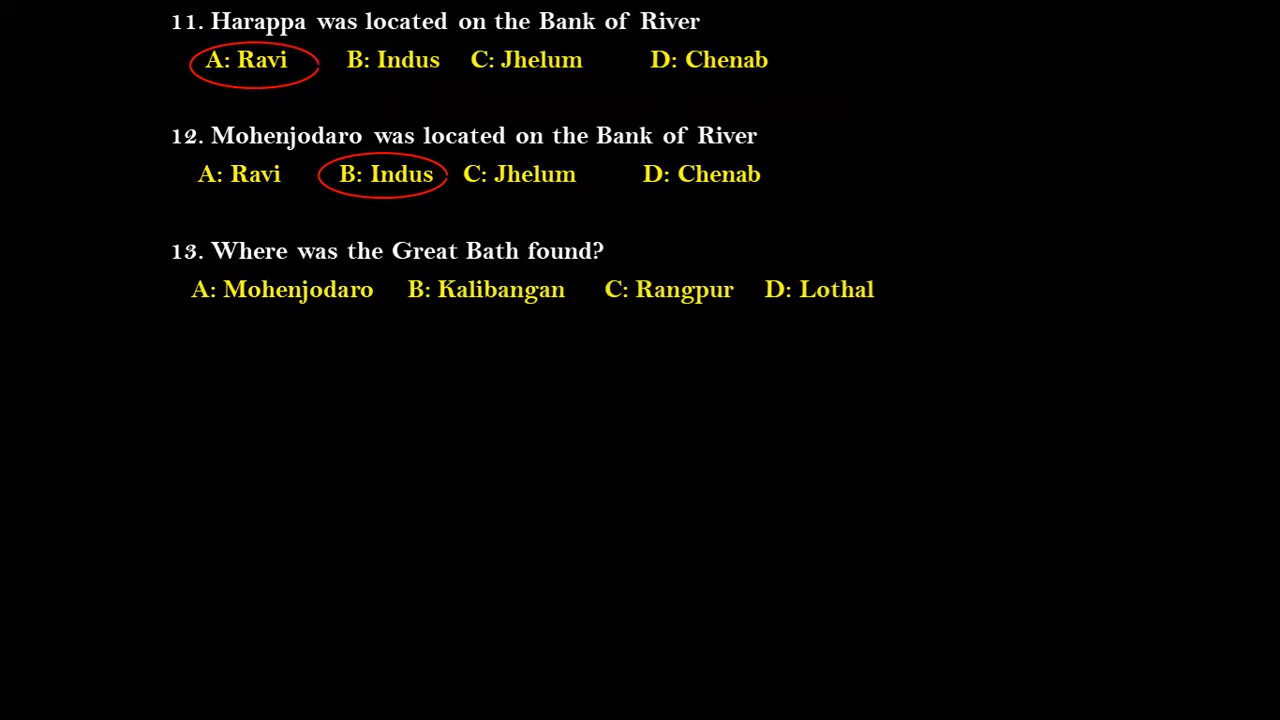 11. Harappa was located on the Bank of River
A: Ravi B: Indus C: Jhelum D: Chenab
12. Mohenjodaro was located on the Bank of River
A: Ravi B: Indus C: Jhelum D: Chenab
13. Where was the Great Bath found?
A: Mohenjodaro B: Kalibangan C: Rangpur D: Lothal